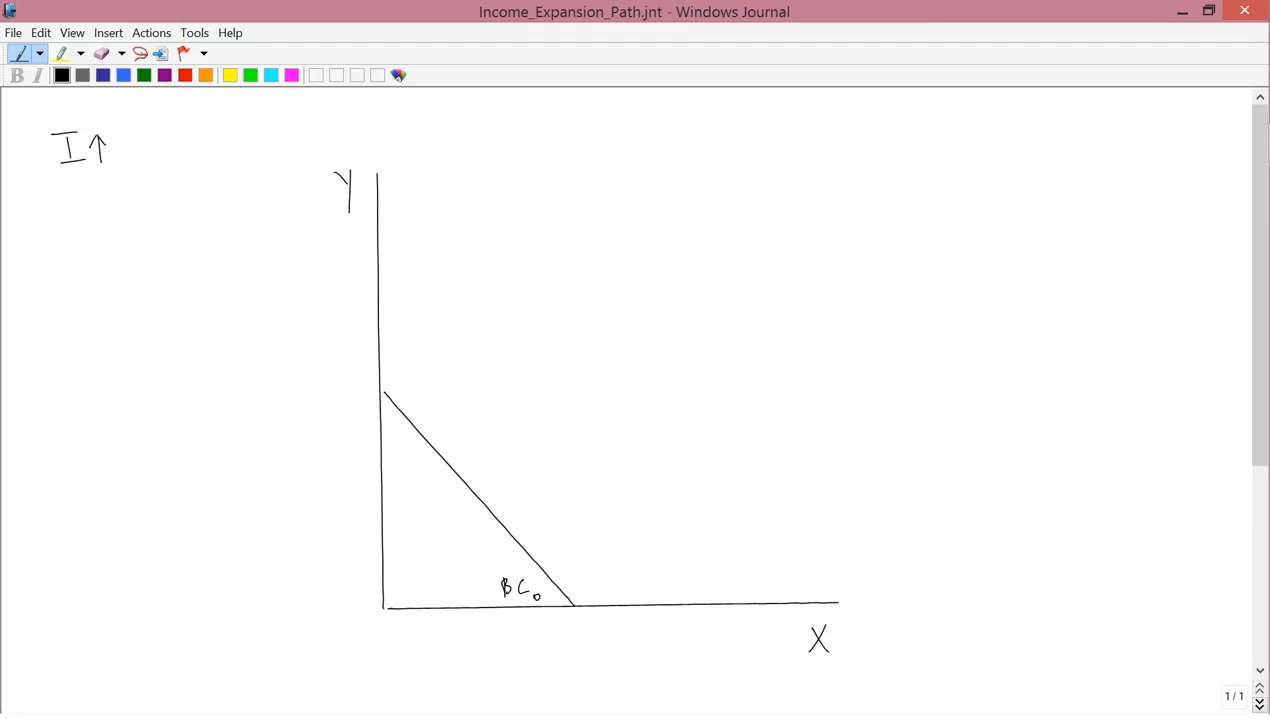 Income_Expansion_Path.jnt - Windows Journal
File Edit View Insert Actions Tools Help
B I
I↑
Y
BC₀
X
1 / 1